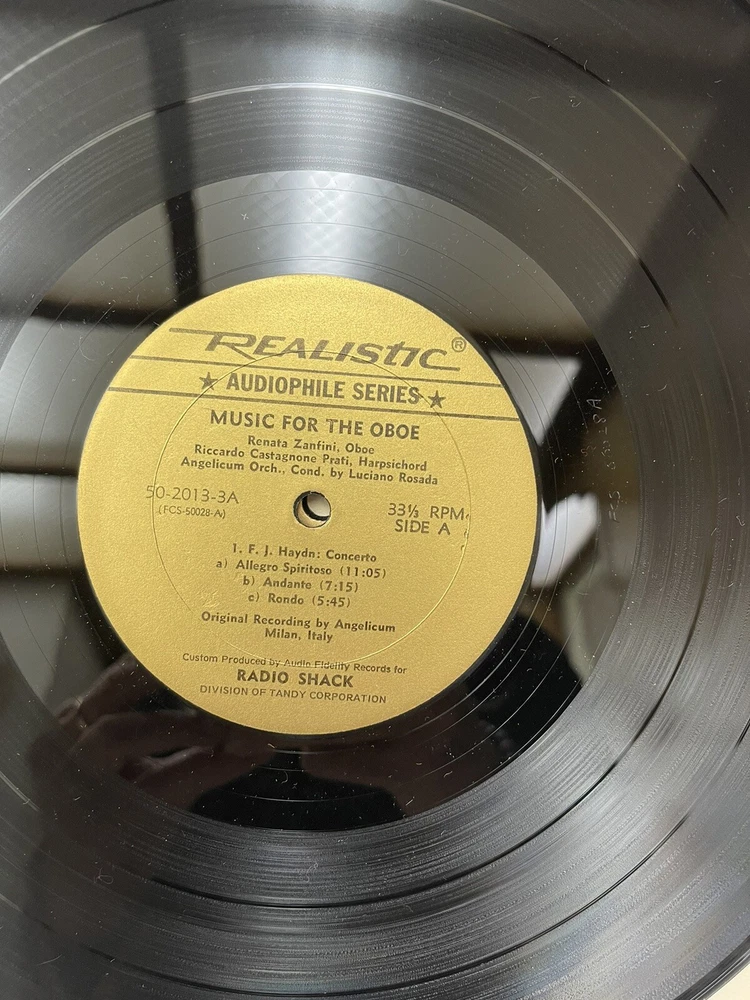 REALISTIC®
★ AUDIOPHILE SERIES ★
MUSIC FOR THE OBOE
Renata Zanfini, Oboe
Riccardo Castagnone Prati, Harpsichord
Angelicum Orch., Cond. by Luciano Rosada
50-2013-3A
(FCS-50028-A)
33⅓ RPM
SIDE A
1. F. J. Haydn: Concerto
a) Allegro Spiritoso (11:05)
b) Andante (7:15)
c) Rondo (5:45)
Original Recording by Angelicum
Milan, Italy
Custom Produced by Audio Fidelity Records for
RADIO SHACK
DIVISION OF TANDY CORPORATION